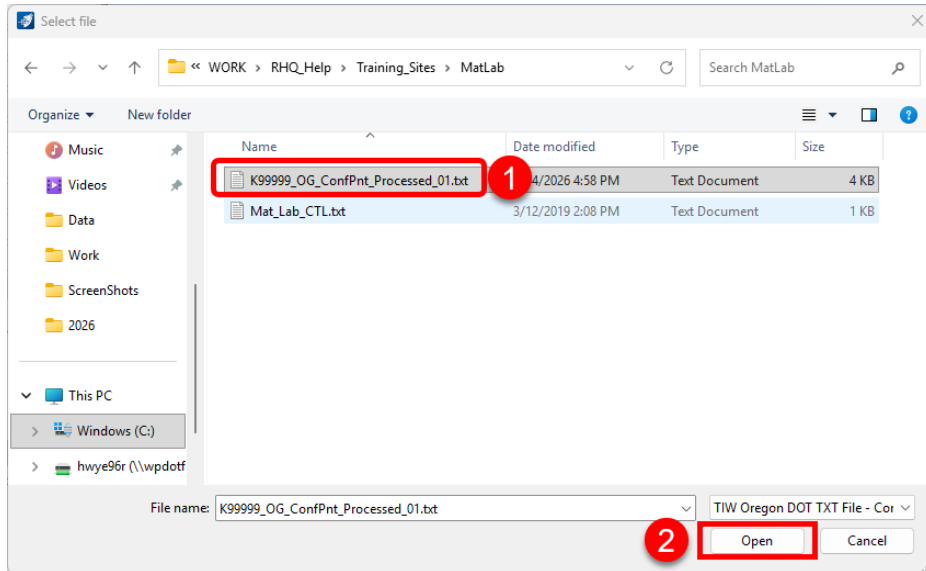 Select file
« WORK > RHQ_Help > Training_Sites > MatLab
Search MatLab
Organize
New folder
Name Date modified Type Size
Music
Videos
Data
Work
ScreenShots
2026
This PC
Windows (C:)
hwye96r (\\wpdotf
K99999_OG_ConfPnt_Processed_01.txt 1 4/2026 4:58 PM Text Document 4 KB
Mat_Lab_CTL.txt 3/12/2019 2:08 PM Text Document 1 KB
File name: K99999_OG_ConfPnt_Processed_01.txt
TIW Oregon DOT TXT File - Cor
2 Open Cancel